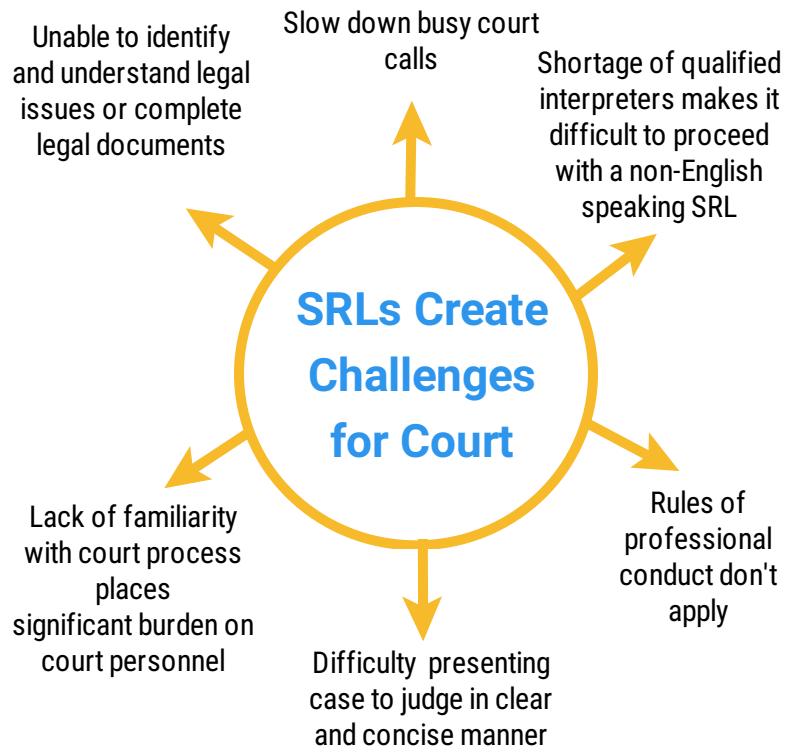 Unable to identify
and understand legal
issues or complete
legal documents
Slow down busy court
calls
Shortage of qualified
interpreters makes it
difficult to proceed
with a non-English
speaking SRL
SRLs Create
Challenges
for Court
Lack of familiarity
with court process
places
significant burden on
court personnel
Difficulty presenting
case to judge in clear
and concise manner
Rules of
professional
conduct don't
apply